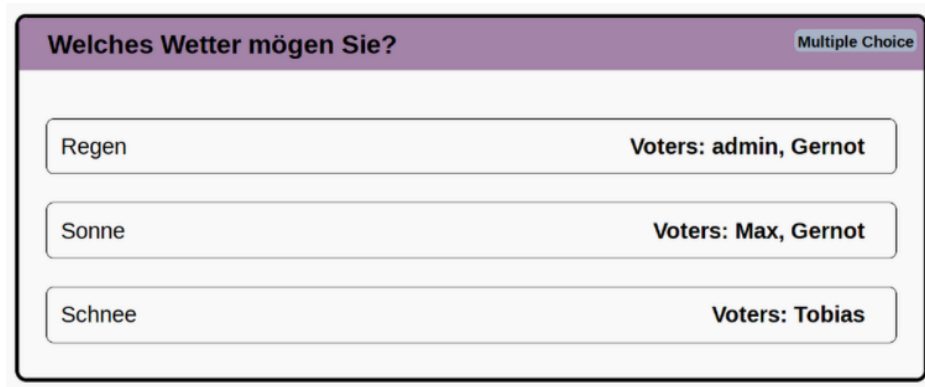 Welches Wetter mögen Sie?
Multiple Choice
Regen
Voters: admin, Gernot
Sonne
Voters: Max, Gernot
Schnee
Voters: Tobias